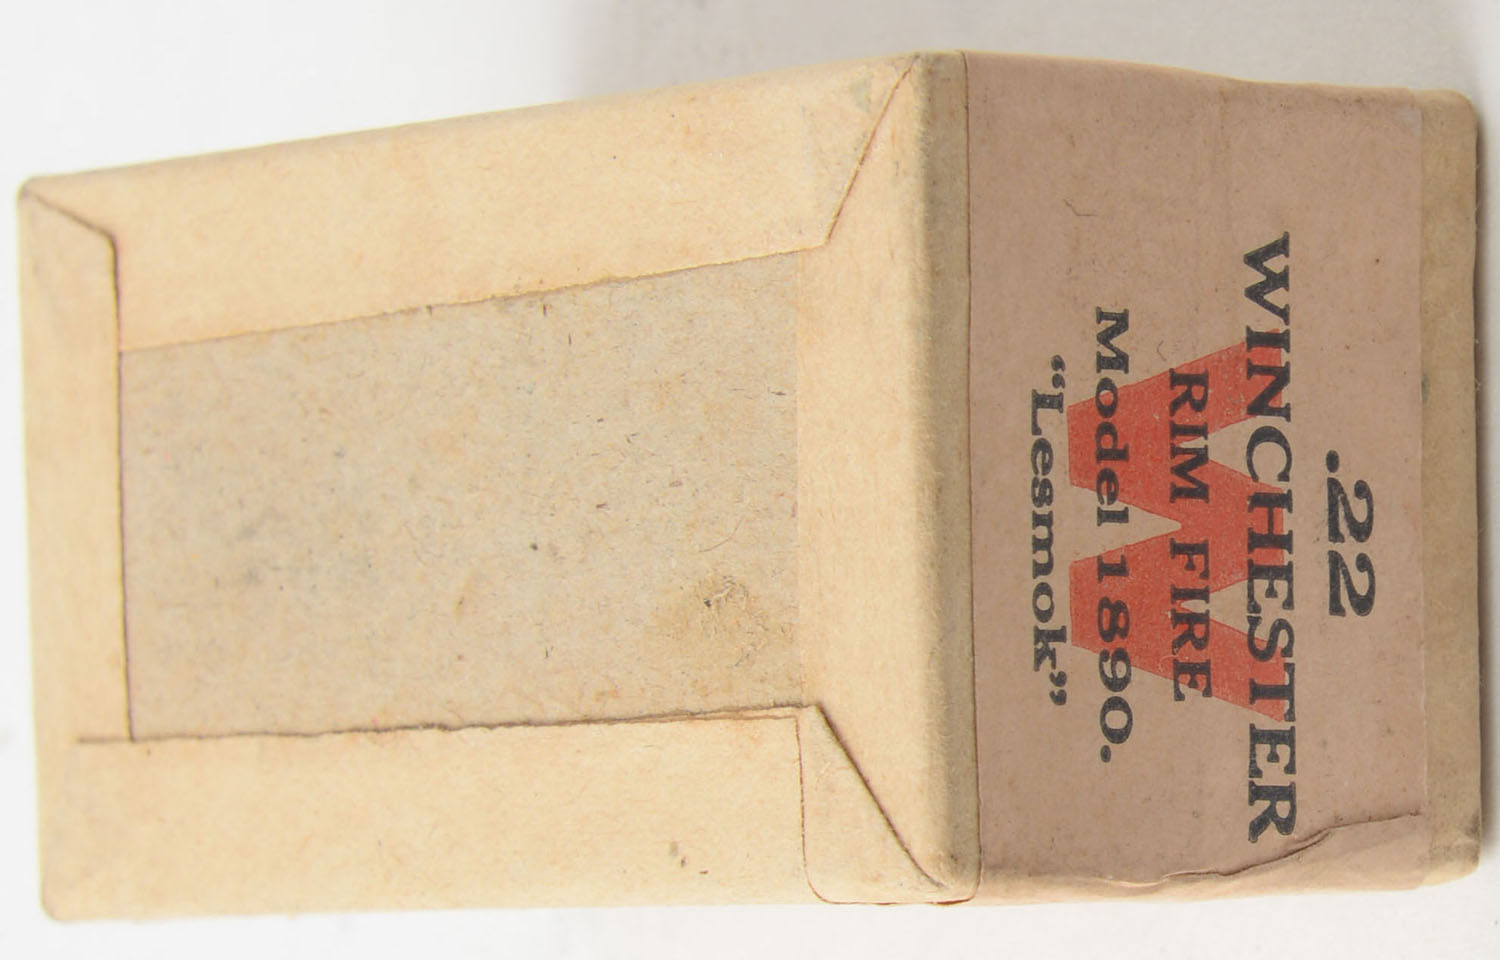 .22
WINCHESTER
RIM FIRE
Model 1890.
"Lesmok"
W